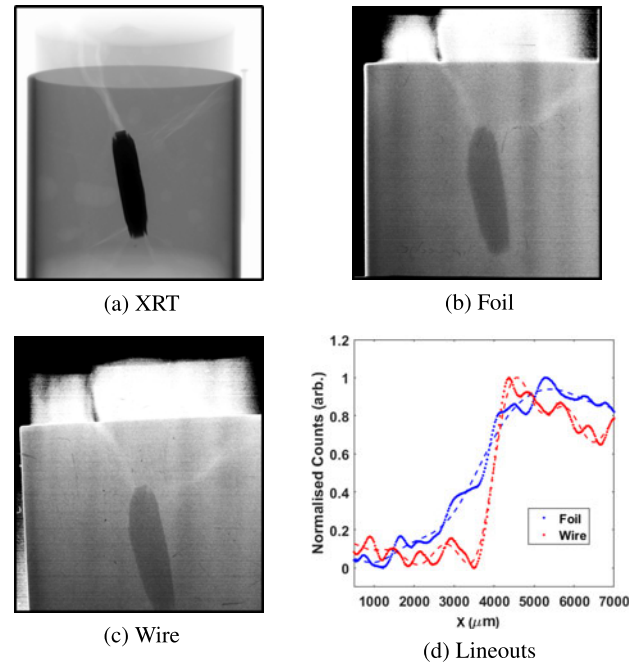 (a) XRT
(b) Foil
(c) Wire
1.2
1
0.8
0.6
0.4
0.2
0
Normalised Counts (arb.)
Foil
Wire
1000 2000 3000 4000 5000 6000 7000
X (μm)
(d) Lineouts